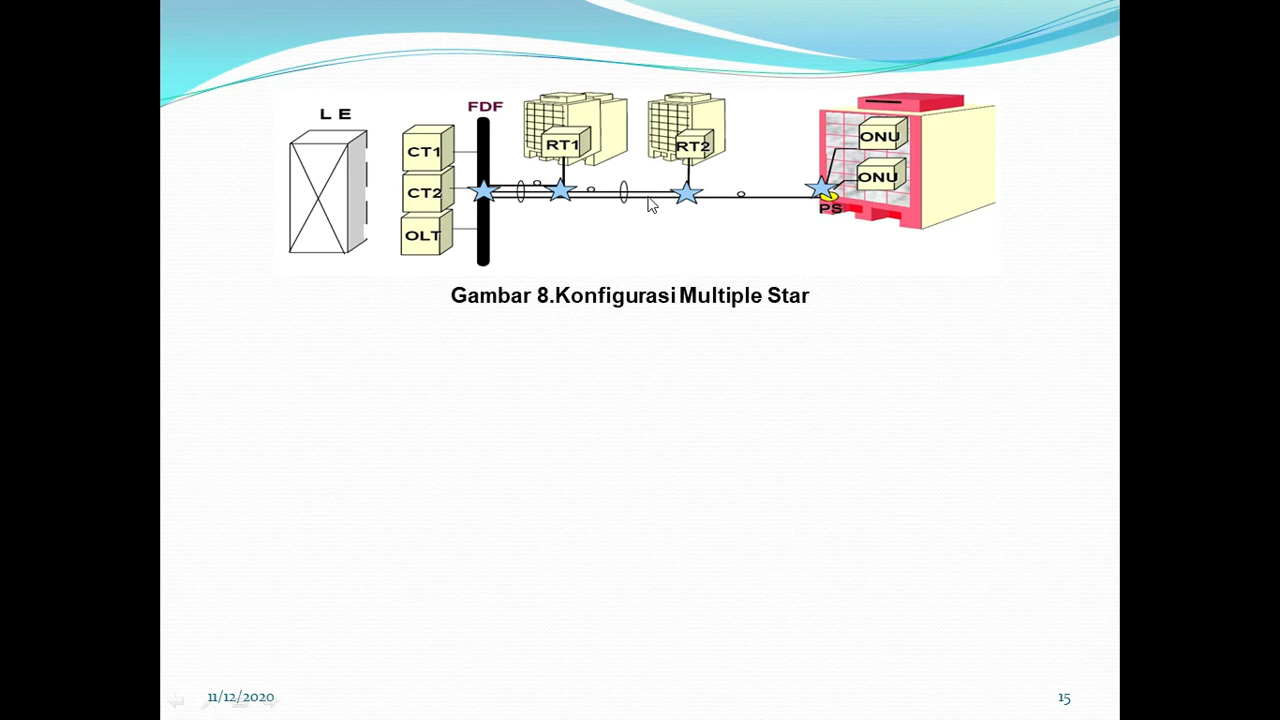 L E
FDF
CT1
CT2
OLT
RT1
RT2
ONU
ONU
PS
Gambar 8.Konfigurasi Multiple Star
11/12/2020
15